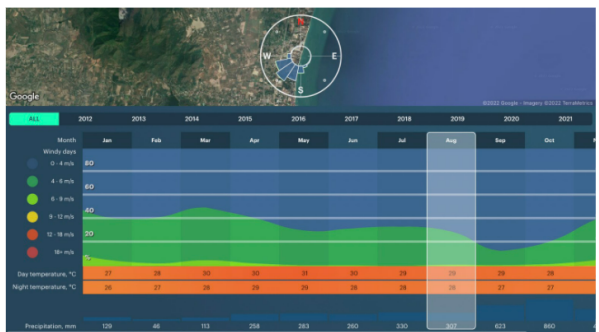 N
W E
S
Google
©2022 Google - Imagery ©2022 TerraMetrics
ALL 2012 2013 2014 2015 2016 2017 2018 2019 2020 2021
Month Jan Feb Mar Apr May Jun Jul Aug Sep Oct
Windy days
0 - 4 m/s 80
4 - 6 m/s 60
6 - 9 m/s
9 - 12 m/s 40
12 - 18 m/s 20
18+ m/s
%
Day temperature, °C 27 28 30 30 31 30 29 29 29 28
Night temperature, °C 26 27 28 29 29 28 28 28 27 27
Precipitation, mm 129 46 113 258 283 260 330 307 623 860